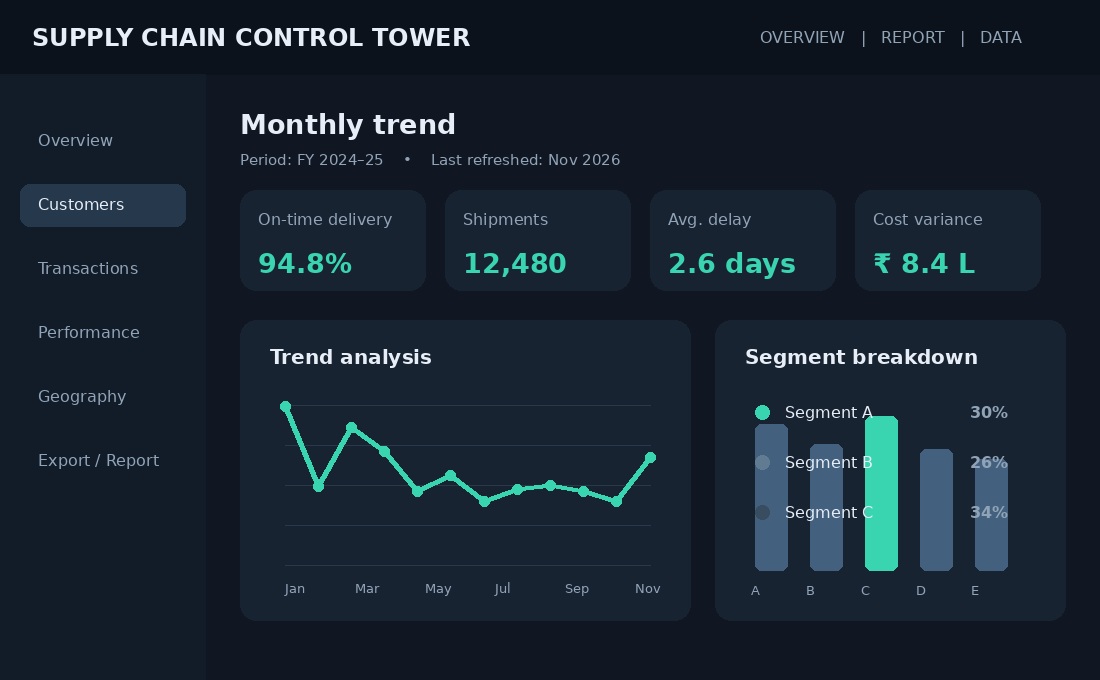 SUPPLY CHAIN CONTROL TOWER
OVERVIEW | REPORT | DATA
Overview
Customers
Transactions
Performance
Geography
Export / Report
Monthly trend
Period: FY 2024–25 • Last refreshed: Nov 2026
On-time delivery
94.8%
Shipments
12,480
Avg. delay
2.6 days
Cost variance
₹ 8.4 L
Trend analysis
Jan Mar May Jul Sep Nov
Segment breakdown
Segment A 30%
Segment B 26%
Segment C 34%
A B C D E